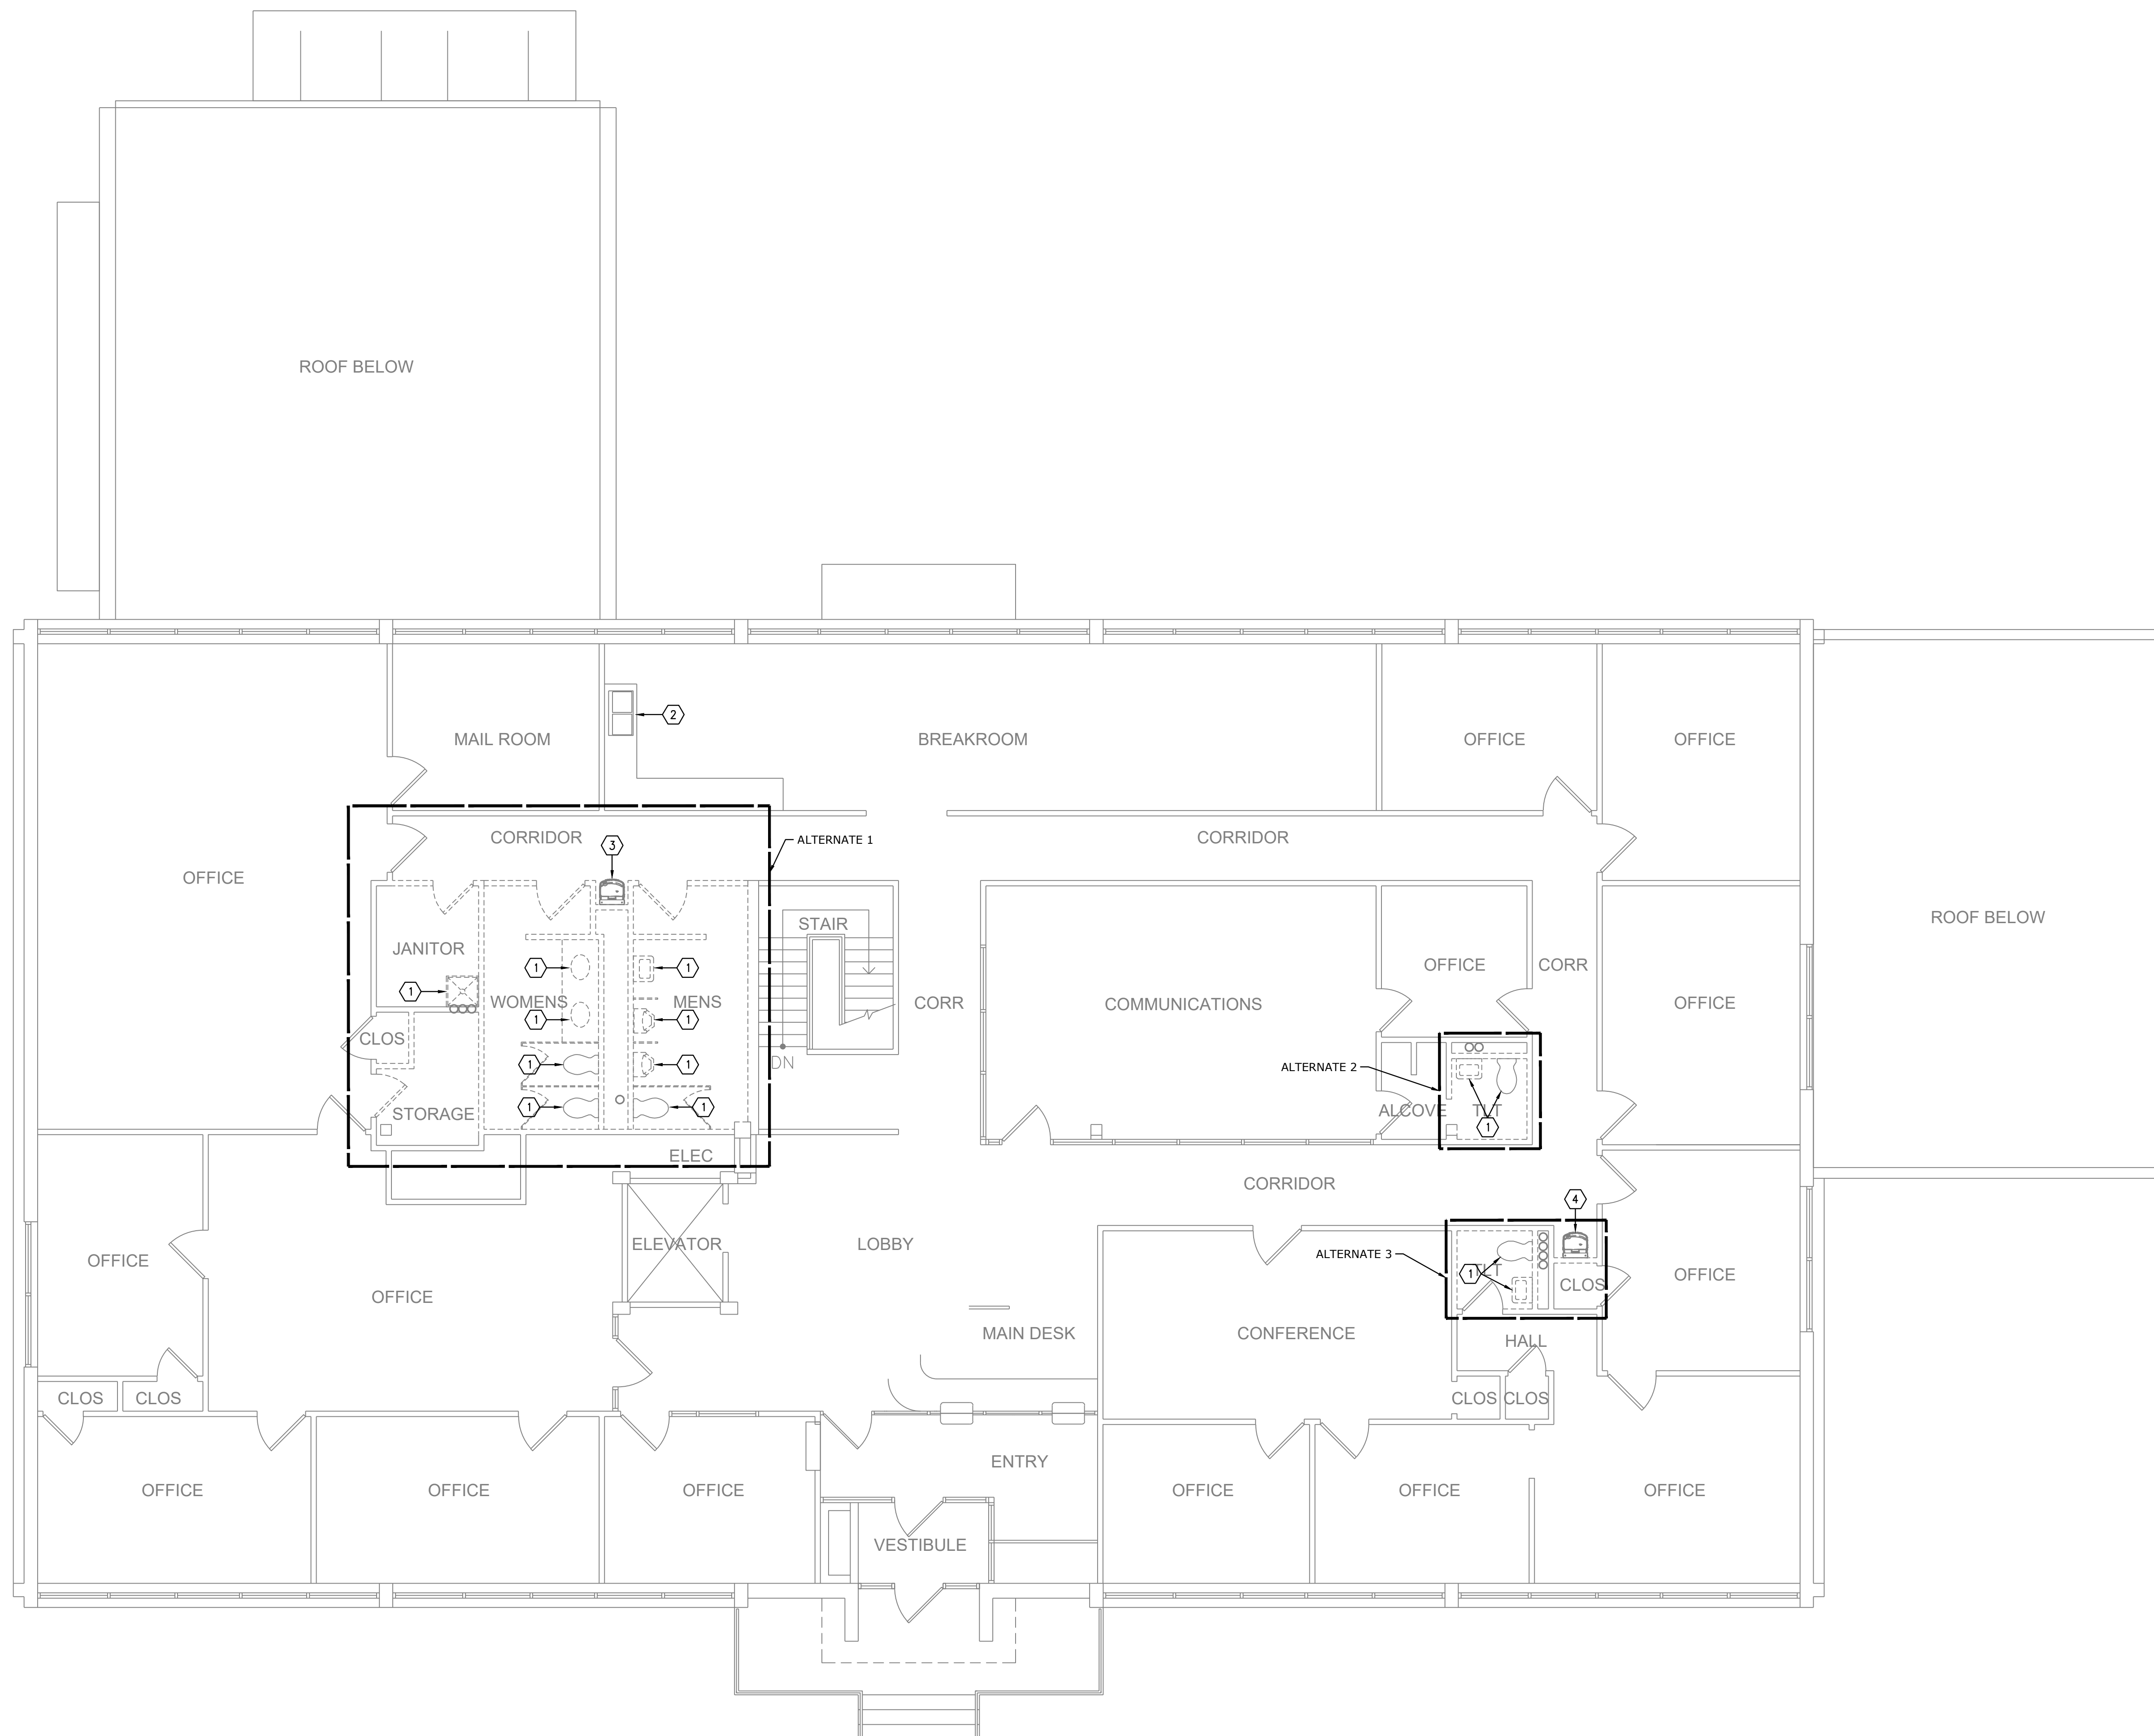 ROOF BELOW
2
MAIL ROOM
BREAKROOM
OFFICE
OFFICE
CORRIDOR
3
ALTERNATE 1
CORRIDOR
OFFICE
ROOF BELOW
STAIR
JANITOR
1
1
OFFICE
CORR
1
WOMENS
MENS
CORR
COMMUNICATIONS
OFFICE
1
1
CLOS
1
1
DN
ALTERNATE 2
1
1
STORAGE
ALCOVE
TLT
1
ELEC
CORRIDOR
4
OFFICE
ELEVATOR
LOBBY
ALTERNATE 3
1
TLT
CLOS
OFFICE
OFFICE
MAIN DESK
CONFERENCE
HALL
CLOS
CLOS
CLOS
CLOS
ENTRY
OFFICE
OFFICE
OFFICE
OFFICE
OFFICE
OFFICE
VESTIBULE